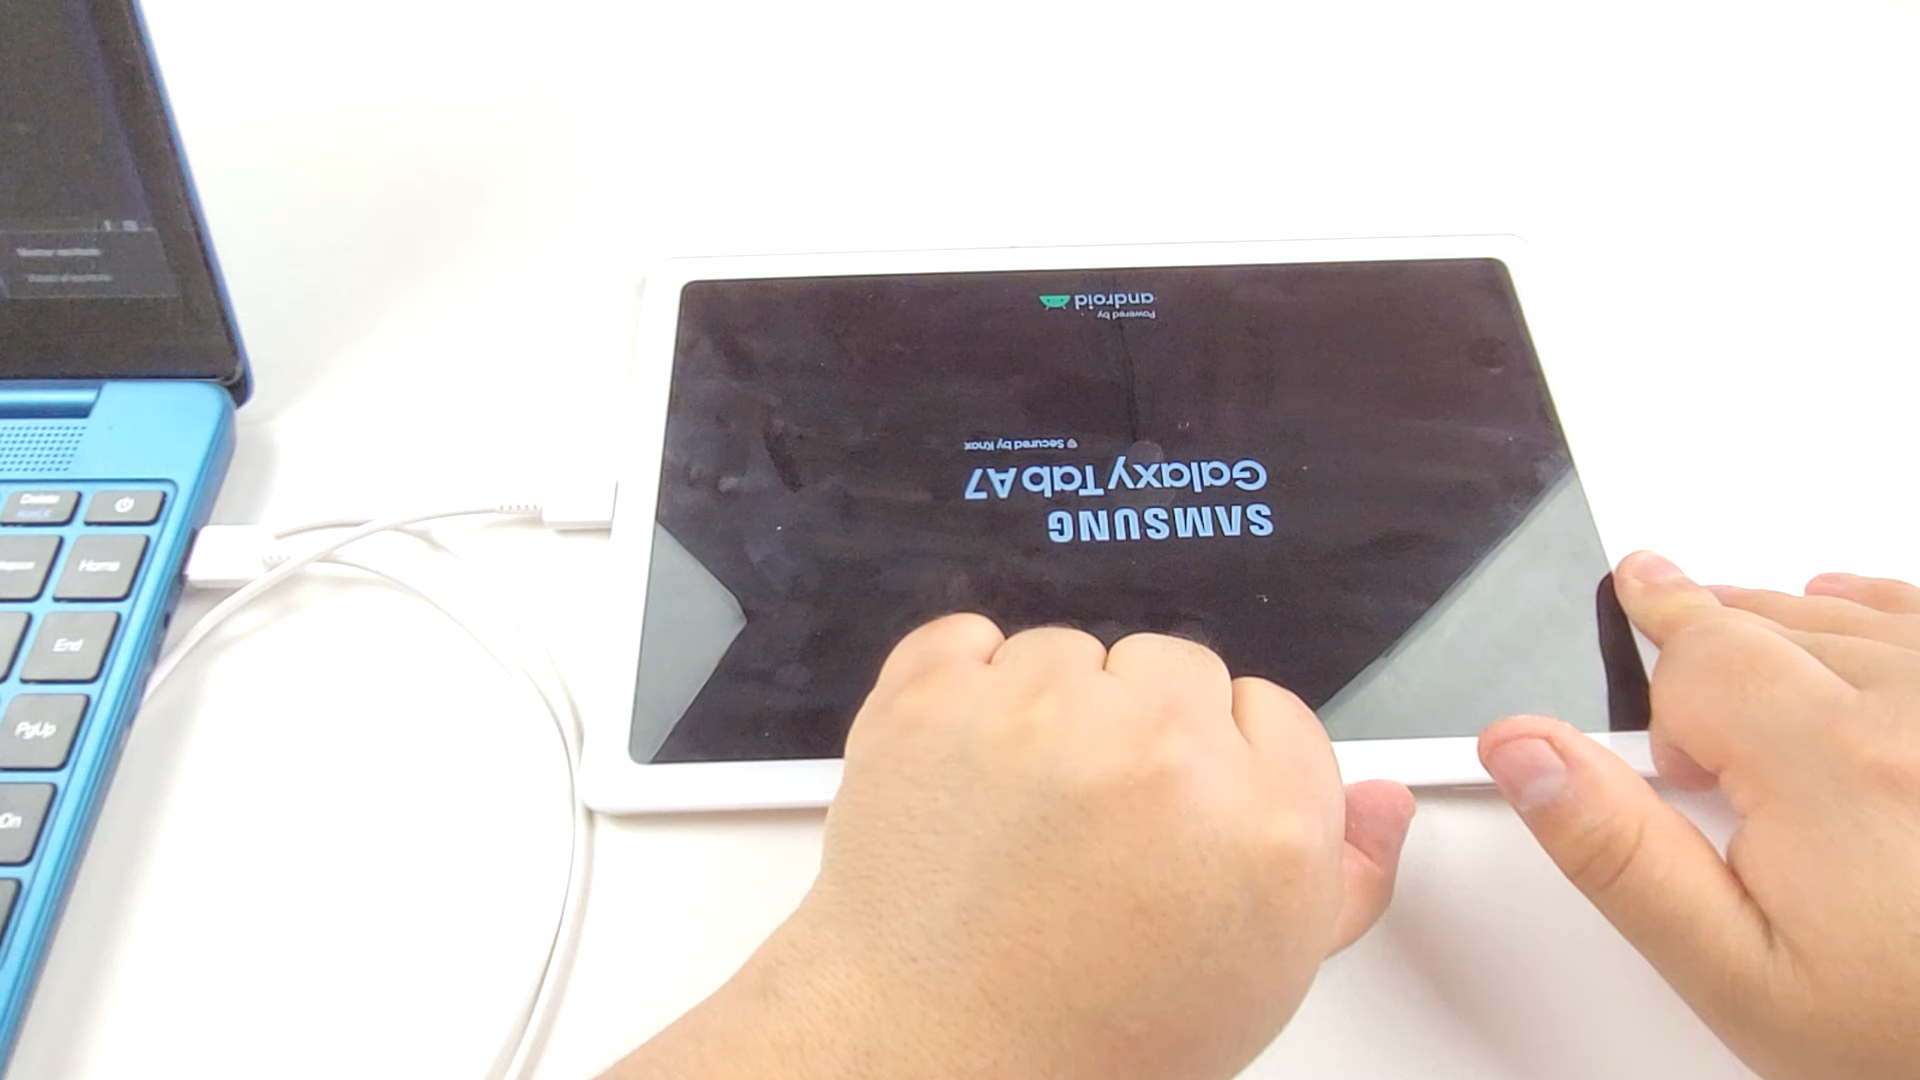 SAMSUNG
Galaxy Tab A7
Secured by Knox
Powered by
android
Delete
Home
End
PgUp